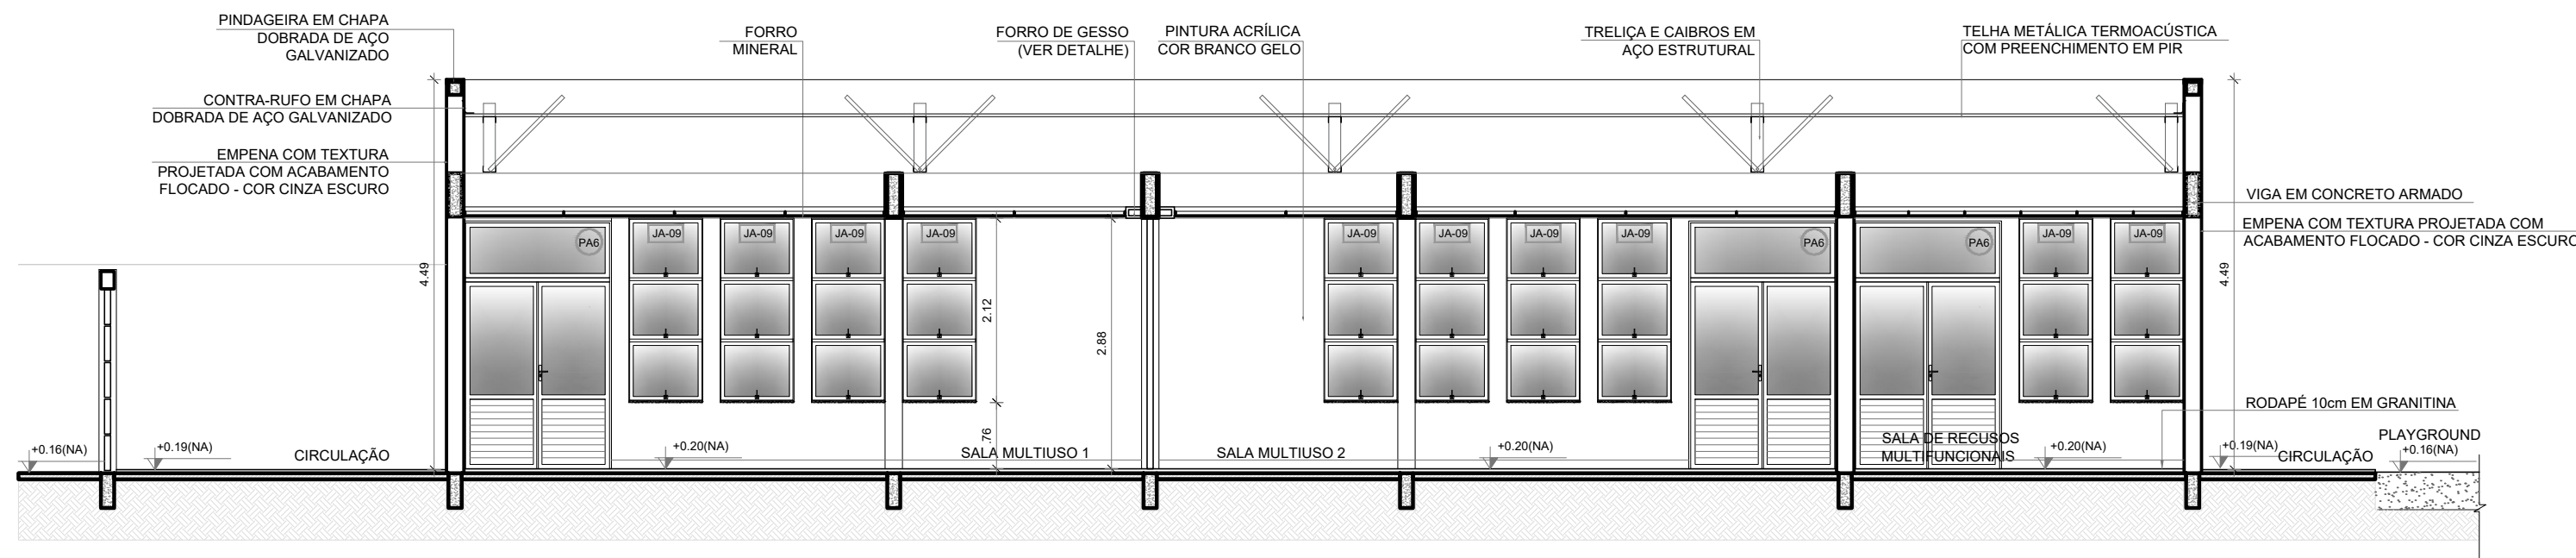 PINDAGEIRA EM CHAPA
DOBRADA DE AÇO
GALVANIZADO
FORRO
MINERAL
FORRO DE GESSO
(VER DETALHE)
PINTURA ACRÍLICA
COR BRANCO GELO
TRELIÇA E CAIBROS EM
AÇO ESTRUTURAL
TELHA METÁLICA TERMOACÚSTICA
COM PREENCHIMENTO EM PIR
CONTRA-RUFO EM CHAPA
DOBRADA DE AÇO GALVANIZADO
EMPENA COM TEXTURA
PROJETADA COM ACABAMENTO
FLOCADO - COR CINZA ESCURO
VIGA EM CONCRETO ARMADO
EMPENA COM TEXTURA PROJETADA COM
ACABAMENTO FLOCADO - COR CINZA ESCURO
PA6
JA-09
JA-09
JA-09
JA-09
JA-09
JA-09
JA-09
JA-09
PA6
PA6
JA-09
JA-09
4.49
2.12
2.88
.76
4.49
RODAPÉ 10cm EM GRANITINA
+0.16(NA)
+0.19(NA)
CIRCULAÇÃO
+0.20(NA)
SALA MULTIUSO 1
SALA MULTIUSO 2
+0.20(NA)
SALA DE RECUSOS
MULTIFUNCIONAIS
+0.20(NA)
+0.19(NA)
CIRCULAÇÃO
PLAYGROUND
+0.16(NA)